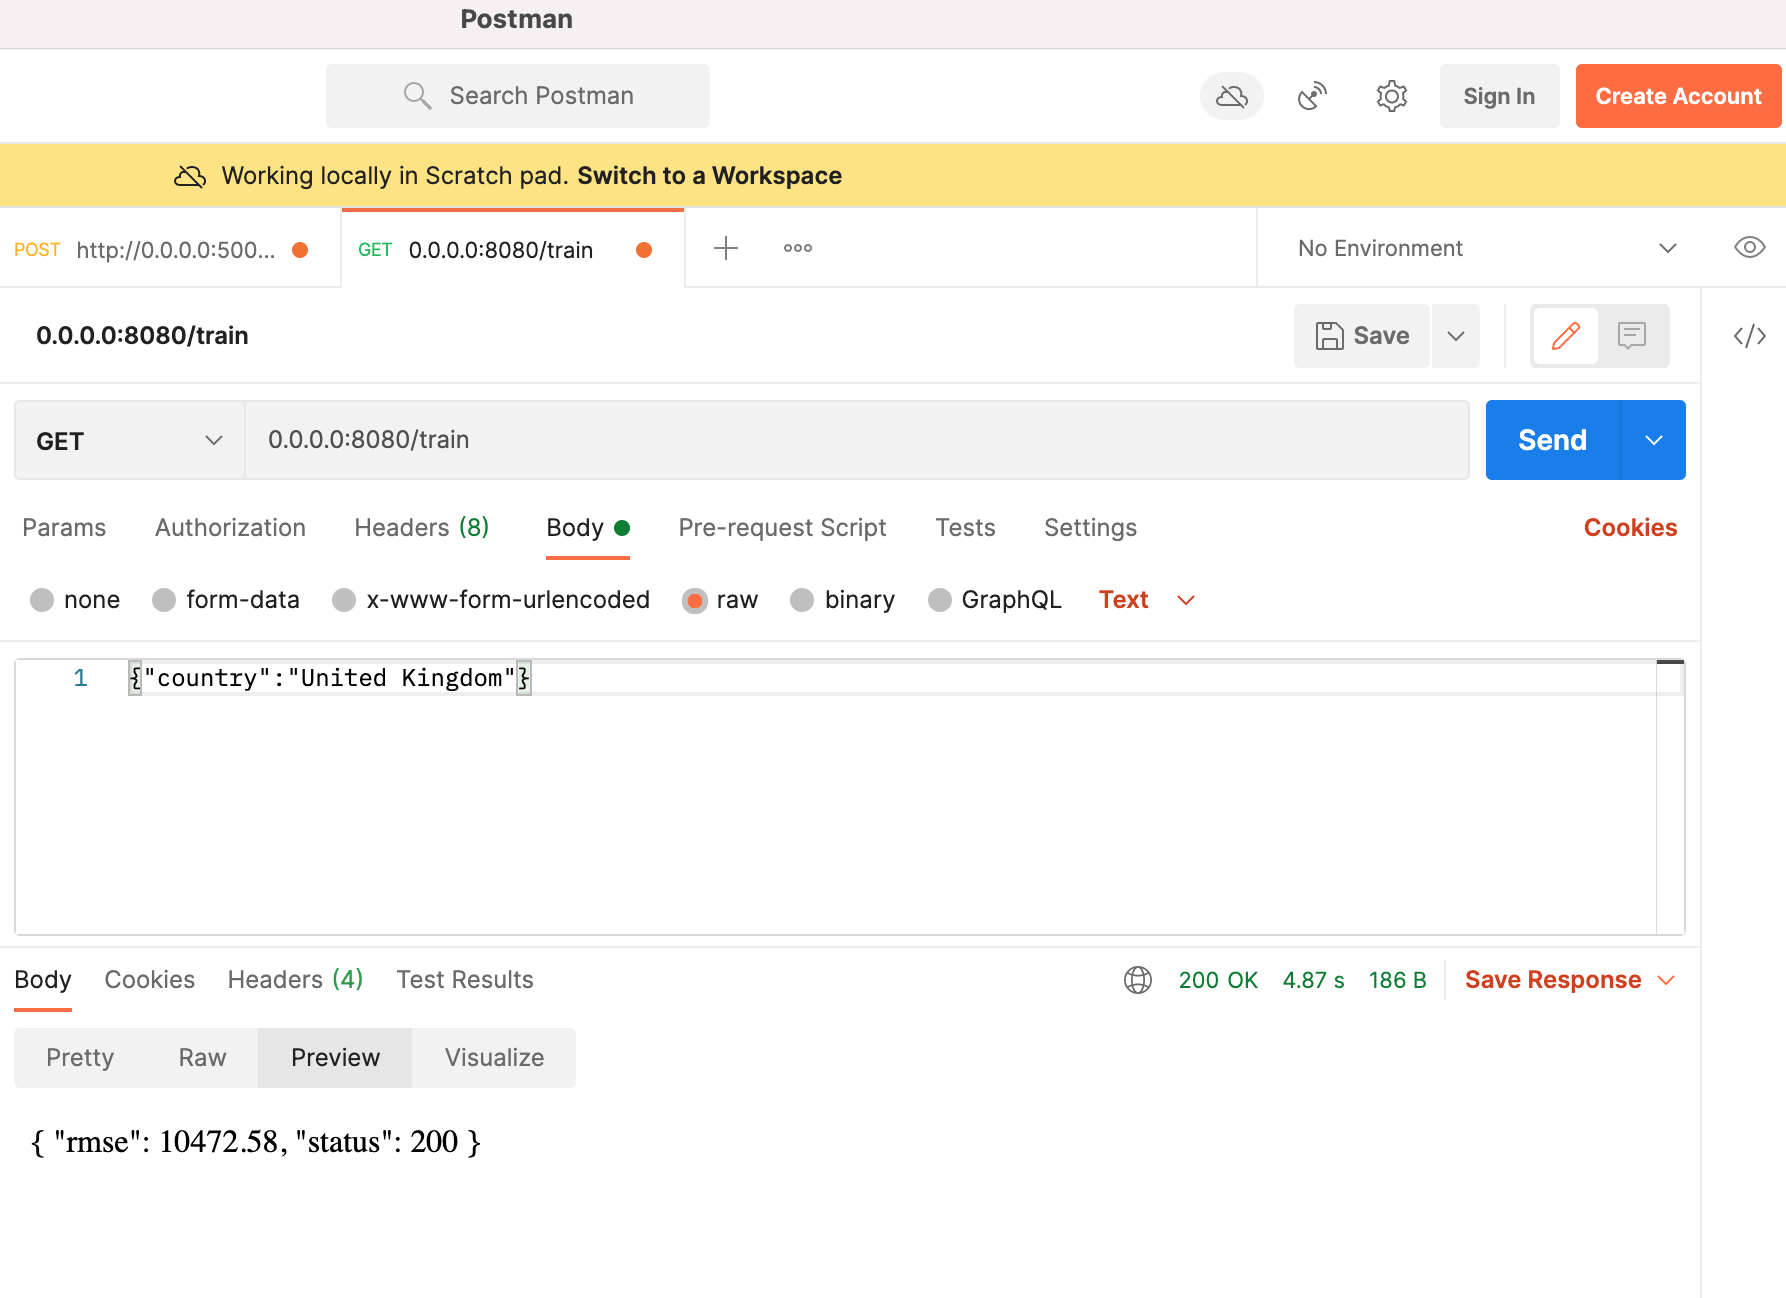 Postman
Search Postman
Sign In
Create Account
Working locally in Scratch pad. Switch to a Workspace
POST http://0.0.0.0:500...
GET 0.0.0.0:8080/train
No Environment
0.0.0.0:8080/train
Save
GET
0.0.0.0:8080/train
Send
Params Authorization Headers (8) Body Pre-request Script Tests Settings Cookies
none form-data x-www-form-urlencoded raw binary GraphQL Text
1 {"country":"United Kingdom"}
Body Cookies Headers (4) Test Results 200 OK 4.87 s 186 B Save Response
Pretty Raw Preview Visualize
{ "rmse": 10472.58, "status": 200 }